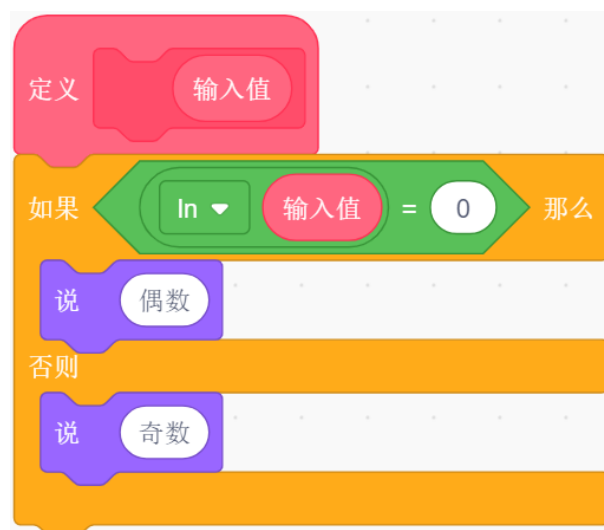 定义 输入值
如果 ln 输入值 = 0 那么
说 偶数
否则
说 奇数